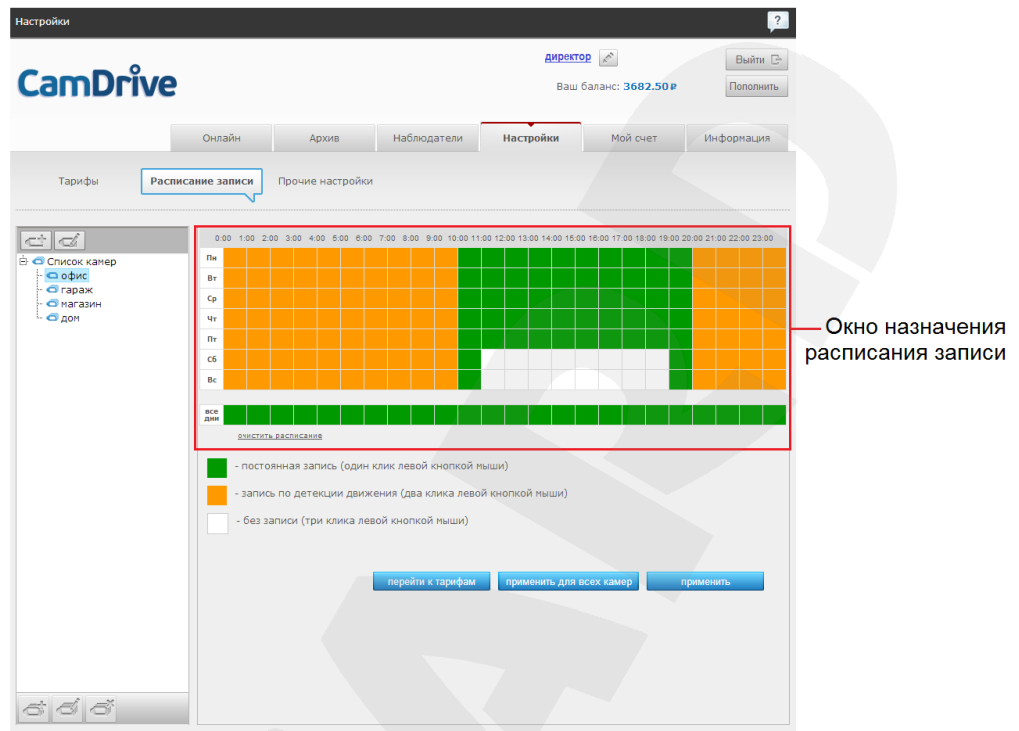 Настройки
?
CamDrive
директор
Выйти
Ваш баланс: 3682.50
Пополнить
Онлайн Архив Наблюдатели Настройки Мой счет Информация
Тарифы Расписание записи Прочие настройки
Список камер
офис
гараж
магазин
дом
0:00 1:00 2:00 3:00 4:00 5:00 6:00 7:00 8:00 9:00 10:00 11:00 12:00 13:00 14:00 15:00 16:00 17:00 18:00 19:00 20:00 21:00 22:00 23:00
Пн
Вт
Ср
Чт
Пт
Сб
Вс
все
дни
очистить расписание
Окно назначения
расписания записи
- постоянная запись (один клик левой кнопкой мыши)
- запись по детекции движения (два клика левой кнопкой мыши)
- без записи (три клика левой кнопкой мыши)
перейти к тарифам применить для всех камер применить